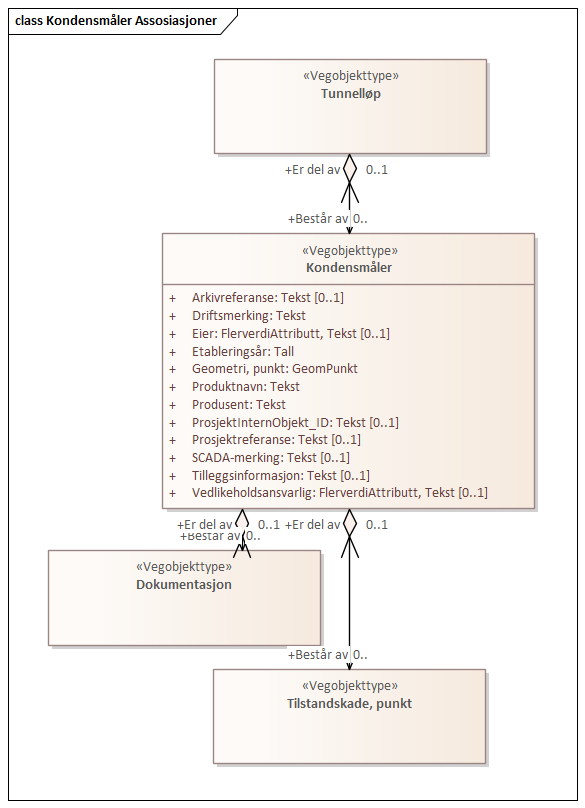 class Kondensmåler Assosiasjoner
«Vegobjekttype»
Tunnelløp
+Er del av 0..1
+Består av 0..
«Vegobjekttype»
Kondensmåler
+ Arkivreferanse: Tekst [0..1]
+ Driftsmerking: Tekst
+ Eier: FlerverdiAttributt, Tekst [0..1]
+ Etableringsår: Tall
+ Geometri, punkt: GeomPunkt
+ Produktnavn: Tekst
+ Produsent: Tekst
+ ProsjektInternObjekt_ID: Tekst [0..1]
+ Prosjektreferanse: Tekst [0..1]
+ SCADA-merking: Tekst [0..1]
+ Tilleggsinformasjon: Tekst [0..1]
+ Vedlikeholdsansvarlig: FlerverdiAttributt, Tekst [0..1]
+Er del av 0..1 +Er del av 0..1
+Består av 0..
«Vegobjekttype»
Dokumentasjon
+Består av 0..
«Vegobjekttype»
Tilstandskade, punkt